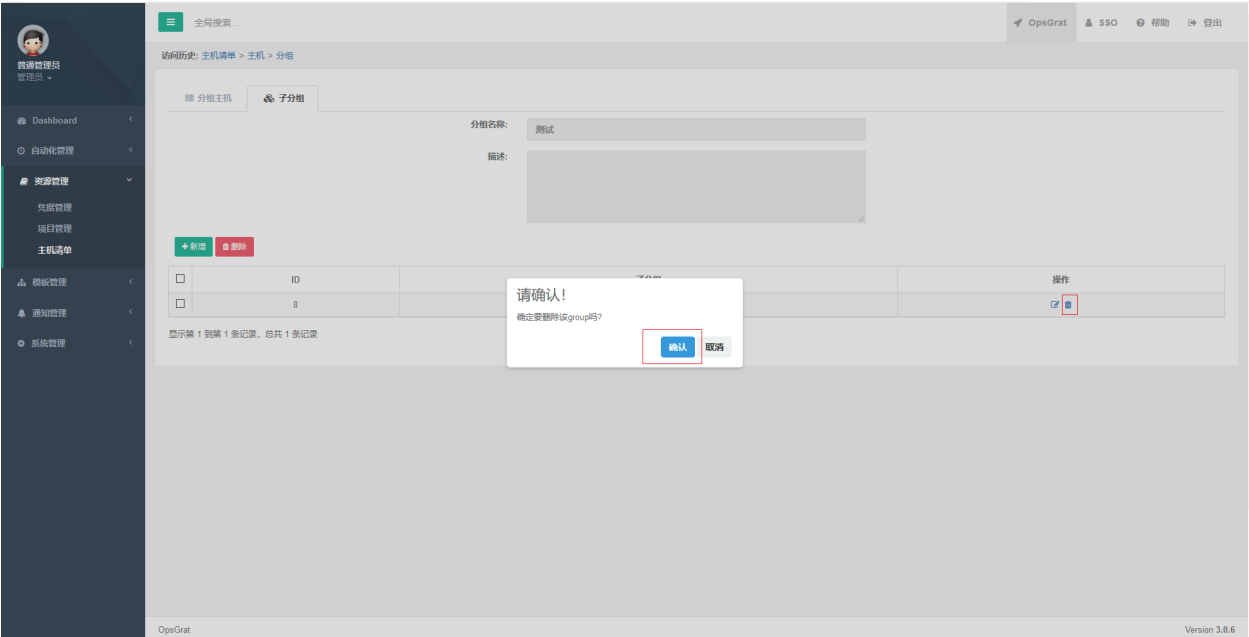 全局搜索...
OpsGrat
SSO
帮助
登出
普通管理员
管理员
访问历史: 主机清单 > 主机 > 分组
分组主机
子分组
Dashboard
自动化管理
资源管理
凭据管理
项目管理
主机清单
模板管理
通知管理
系统管理
分组名称:
测试
描述:
新增
删除
ID
子分组
操作
8
请确认!
确定要删除该group吗?
确认
取消
显示第 1 到第 1 条记录，总共 1 条记录
OpsGrat
Version 3.0.6